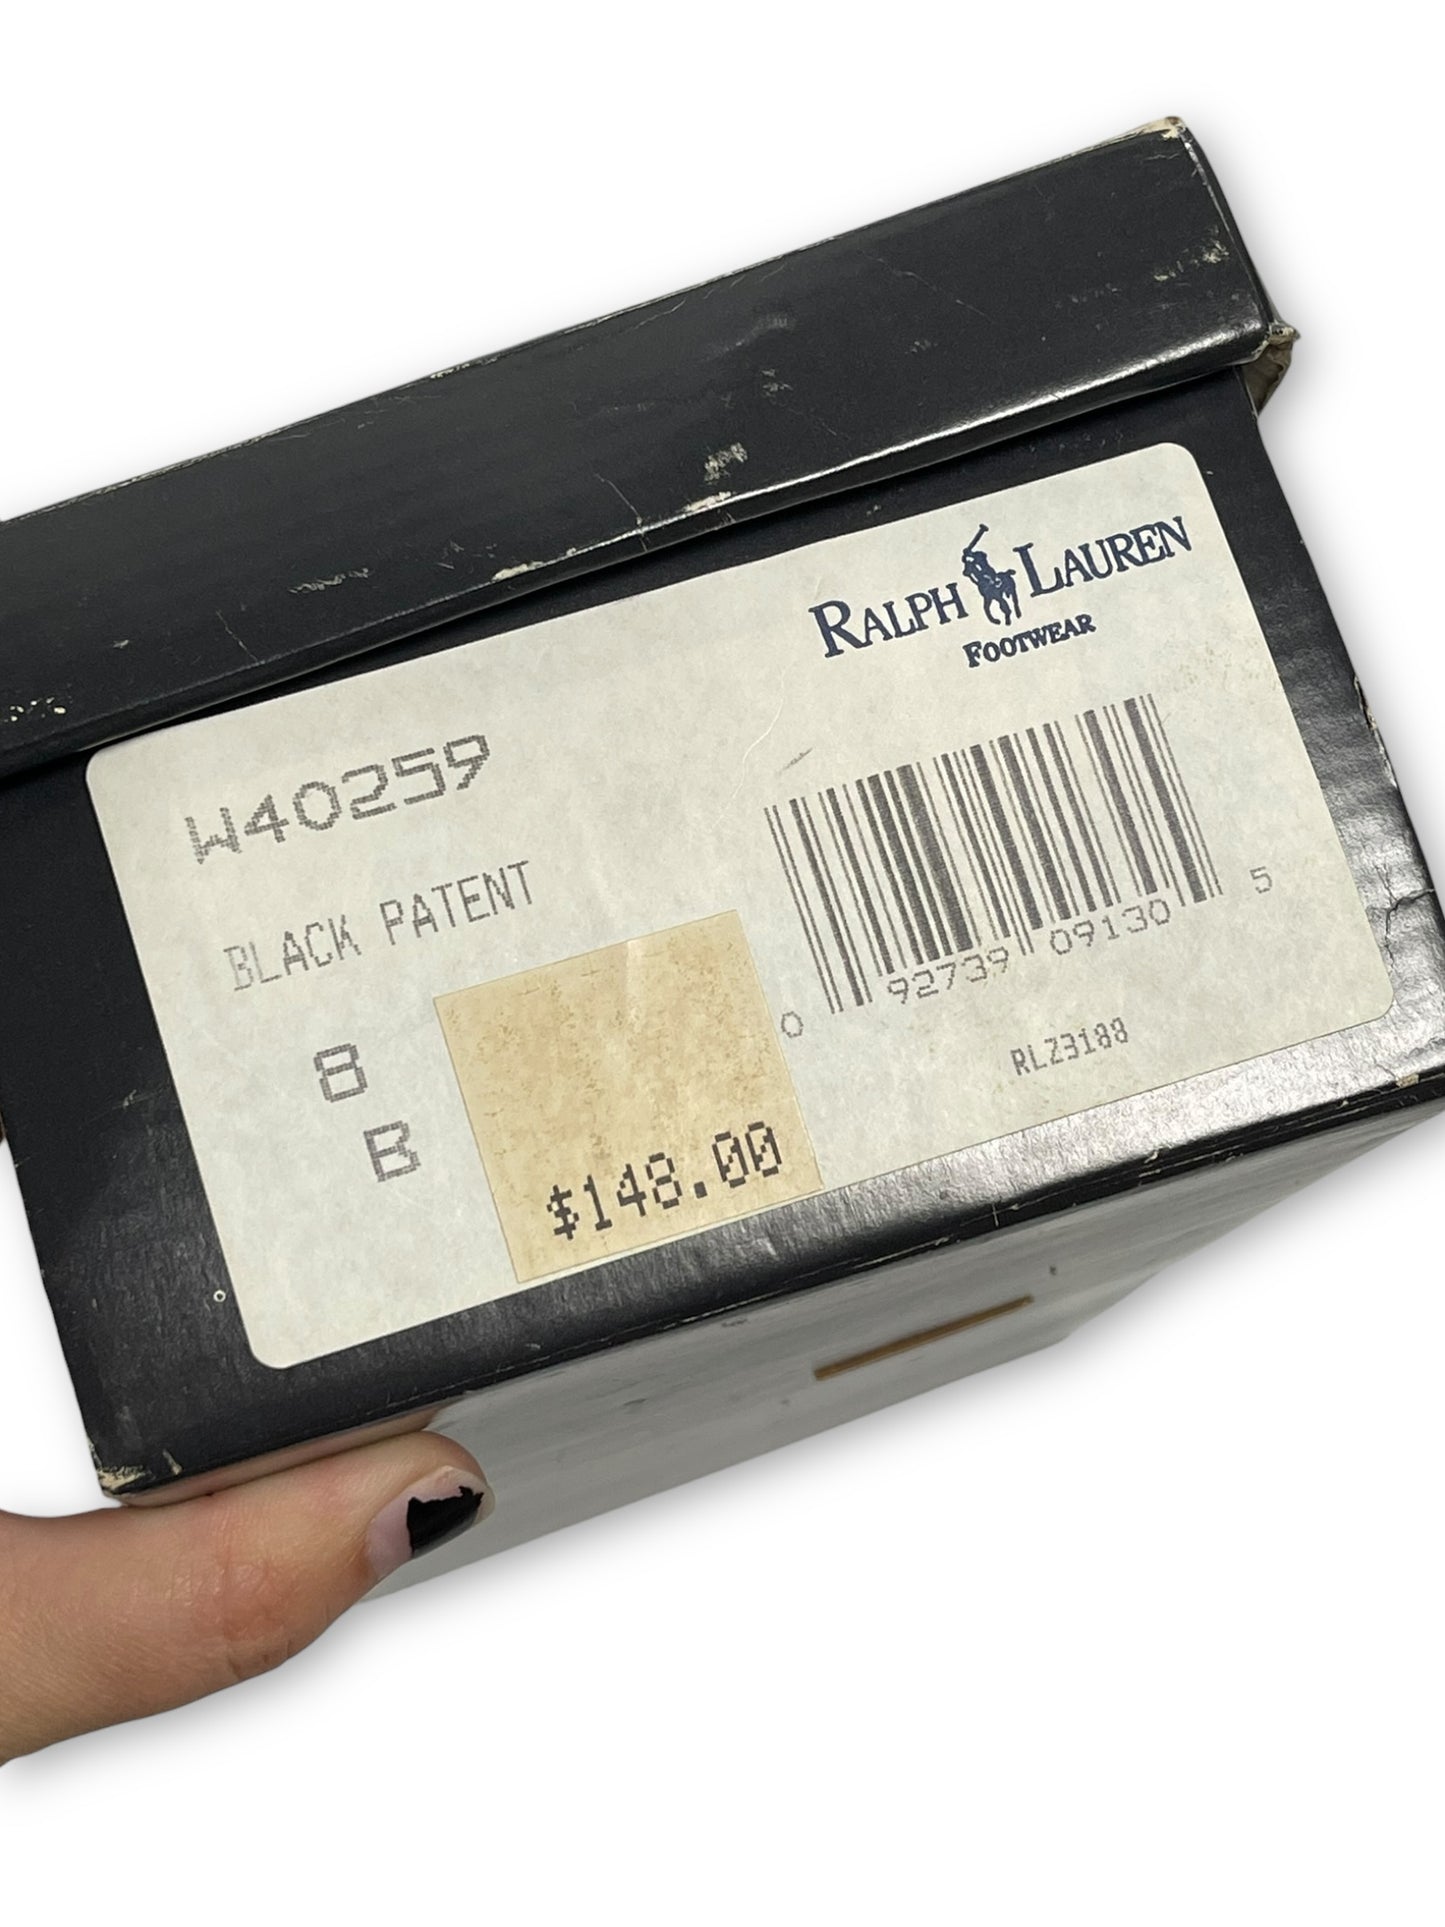 RALPH LAUREN
FOOTWEAR
W40259
BLACK PATENT
8
B
$148.00
0 92739 09130 5
RLZ3188